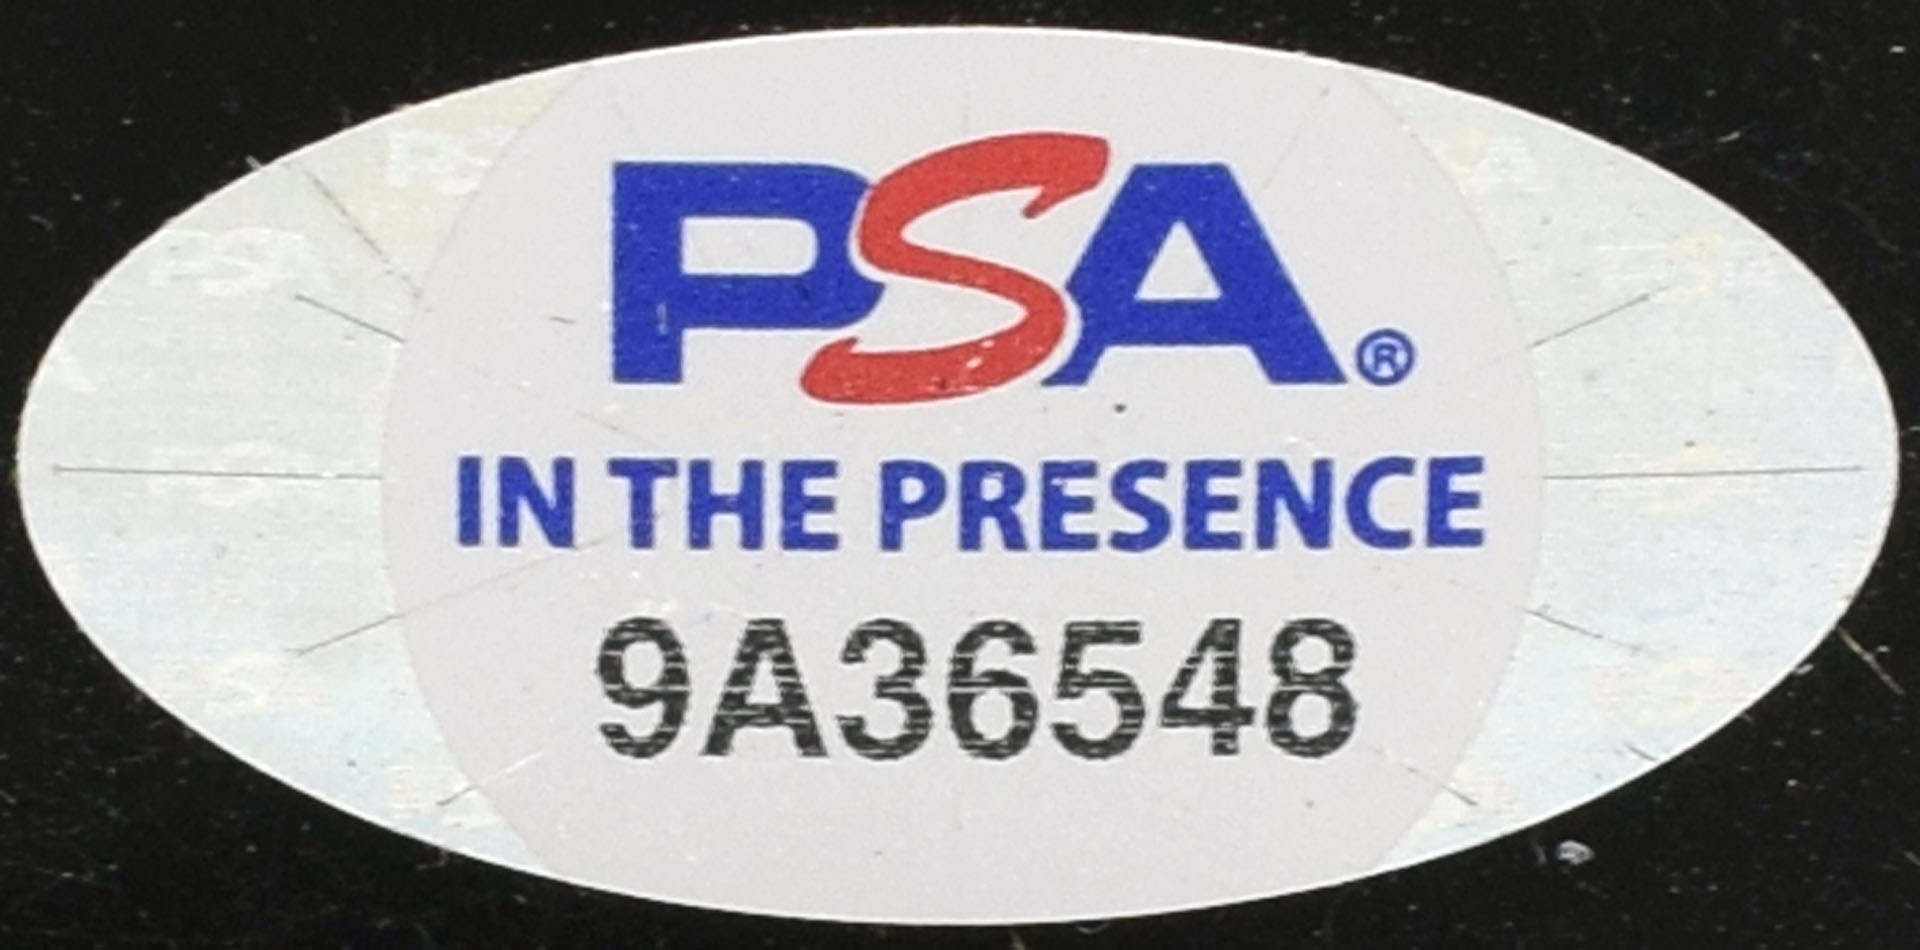 PSA®
IN THE PRESENCE
9A36548